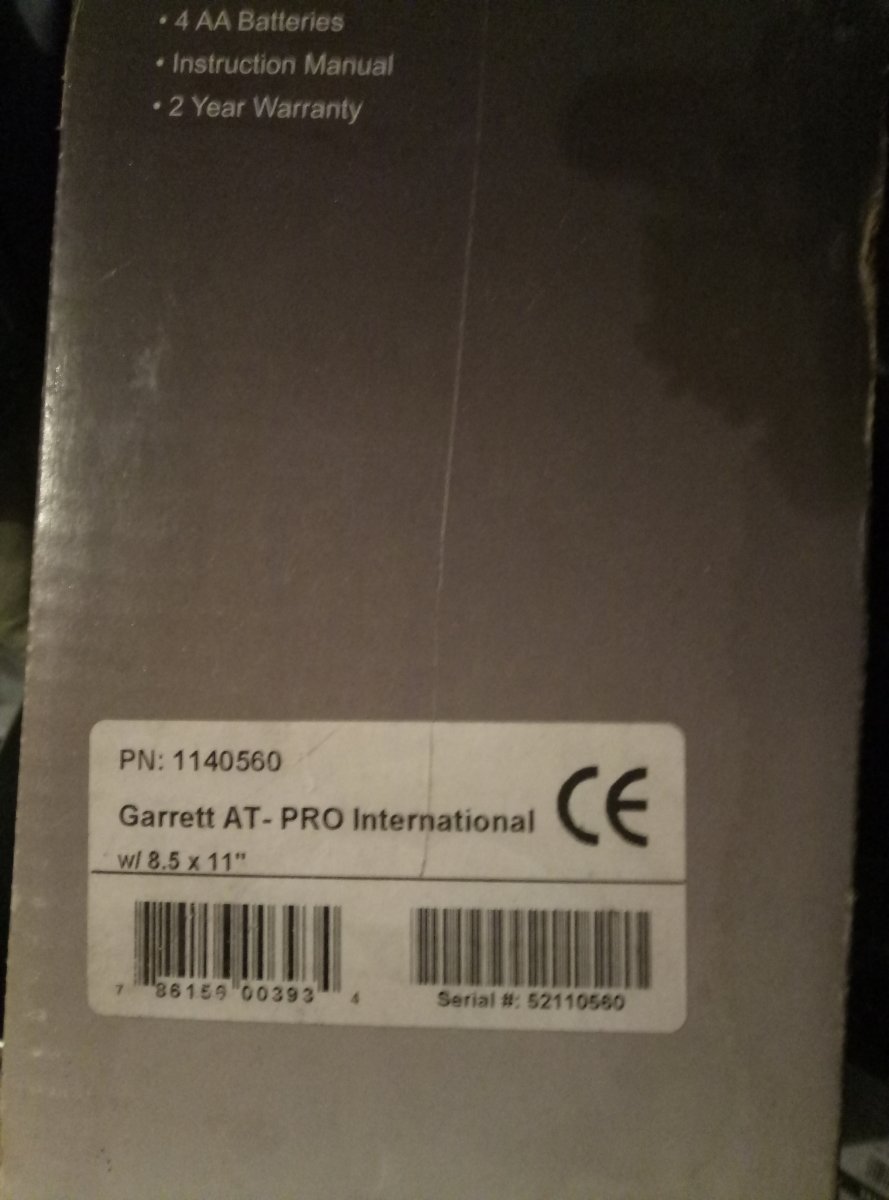 • 4 AA Batteries
• Instruction Manual
• 2 Year Warranty
PN: 1140560
Garrett AT- PRO International
CE
w/ 8.5 x 11"
7 86156 00393 4
Serial #: 52110560